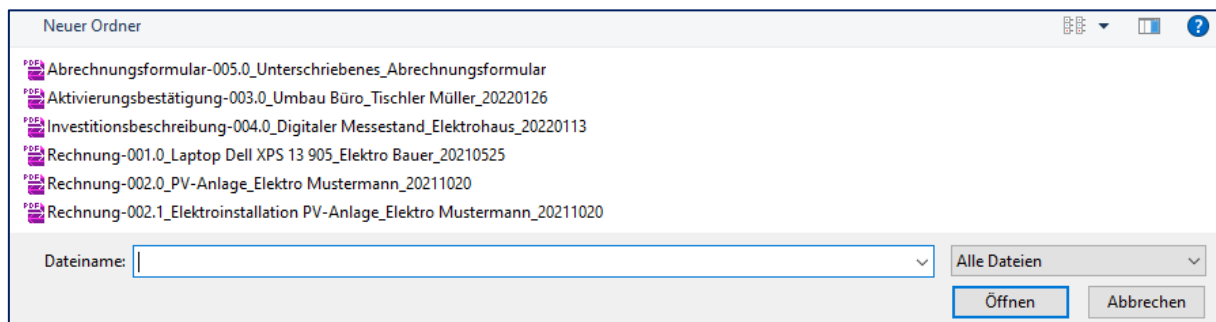 Neuer Ordner
Abrechnungsformular-005.0_Unterschriebenes_Abrechnungsformular
Aktivierungsbestätigung-003.0_Umbau Büro_Tischler Müller_20220126
Investitionsbeschreibung-004.0_Digitaler Messestand_Elektrohaus_20220113
Rechnung-001.0_Laptop Dell XPS 13 905_Elektro Bauer_20210525
Rechnung-002.0_PV-Anlage_Elektro Mustermann_20211020
Rechnung-002.1_Elektroinstallation PV-Anlage_Elektro Mustermann_20211020
Dateiname: Alle Dateien
Öffnen Abbrechen